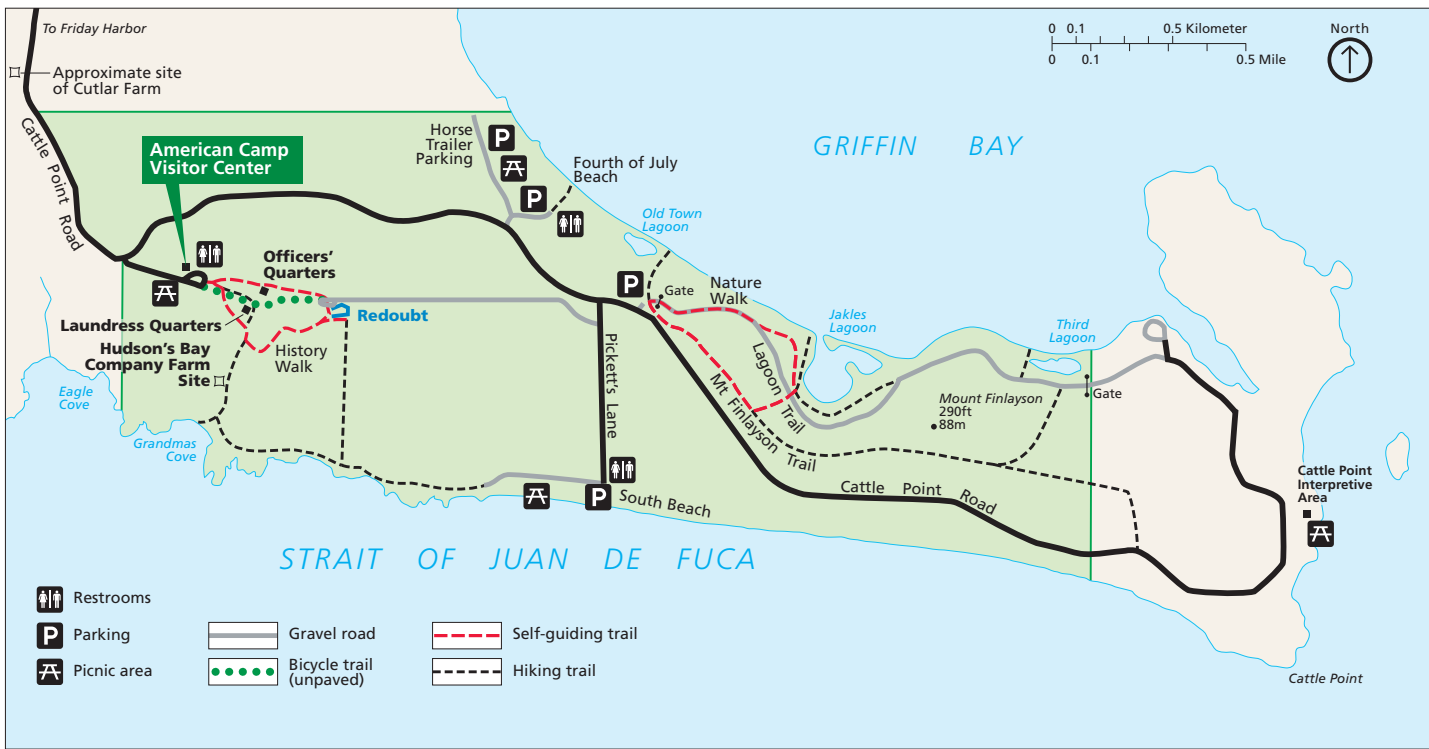 To Friday Harbor
Approximate site
of Cutlar Farm
Cattle Point Road
American Camp
Visitor Center
Horse
Trailer
Parking
P
P
Fourth of July
Beach
GRIFFIN BAY
0 0.1 0.5 Kilometer
0 0.1 0.5 Mile
North
Old Town
Lagoon
Officers'
Quarters
Laundress Quarters
Redoubt
Hudson's Bay
Company Farm
Site
History
Walk
P
Gate
Nature
Walk
Jakles
Lagoon
Third
Lagoon
Pickett's Lane
Lagoon Trail
Mt Finlayson Trail
Mount Finlayson
290ft
88m
Gate
Eagle
Cove
Grandmas
Cove
P
South Beach
Cattle Point Road
Cattle Point
Interpretive
Area
STRAIT OF JUAN DE FUCA
Restrooms
P Parking
Picnic area
Gravel road
Bicycle trail
(unpaved)
Self-guiding trail
Hiking trail
Cattle Point